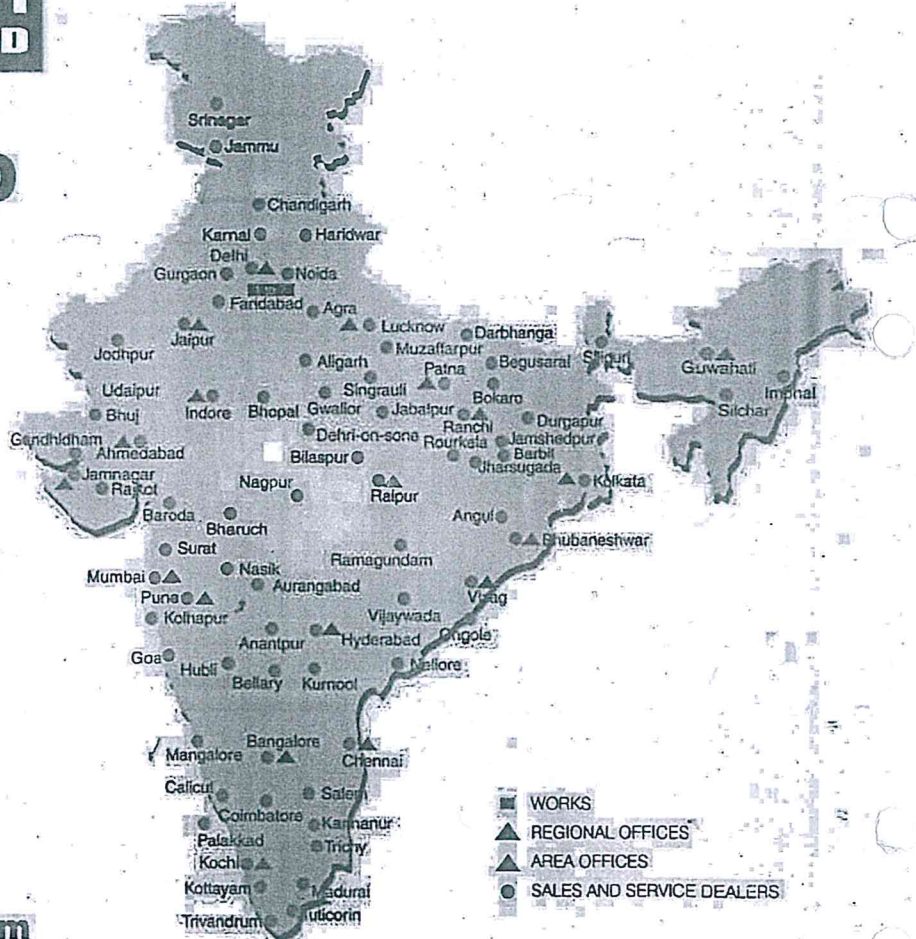 D
Srinagar
Jammu
Chandigarh
Karnal
Haridwar
Delhi
Gurgaon
Noida
Faridabad
Agra
Jaipur
Lucknow
Darbhanga
Jodhpur
Muzaffarpur
Siliguri
Guwahati
Aligarh
Patna
Begusarai
Udaipur
Singrauli
Imphal
Bhuj
Indore
Bhopal
Gwalior
Jabalpur
Bokaro
Silchar
Ranchi
Durgapur
Gandhidham
Ahmedabad
Dehri-on-sone
Rourkela
Jamshedpur
Bilaspur
Barbil
Jharsuguda
Jamnagar
Rajkot
Nagpur
Raipur
Kolkata
Baroda
Bharuch
Angul
Bhubaneshwar
Surat
Ramagundam
Mumbai
Nasik
Aurangabad
Pune
Vizag
Kolhapur
Vijaywada
Anantpur
Hyderabad
Ongole
Goa
Hubli
Bellary
Kurnool
Nellore
Mangalore
Bangalore
Chennai
Calicut
Coimbatore
Salem
Palakkad
Kannanur
Trichy
Kochi
Kottayam
Madurai
Trivandrum
Tuticorin
WORKS
REGIONAL OFFICES
AREA OFFICES
SALES AND SERVICE DEALERS
m